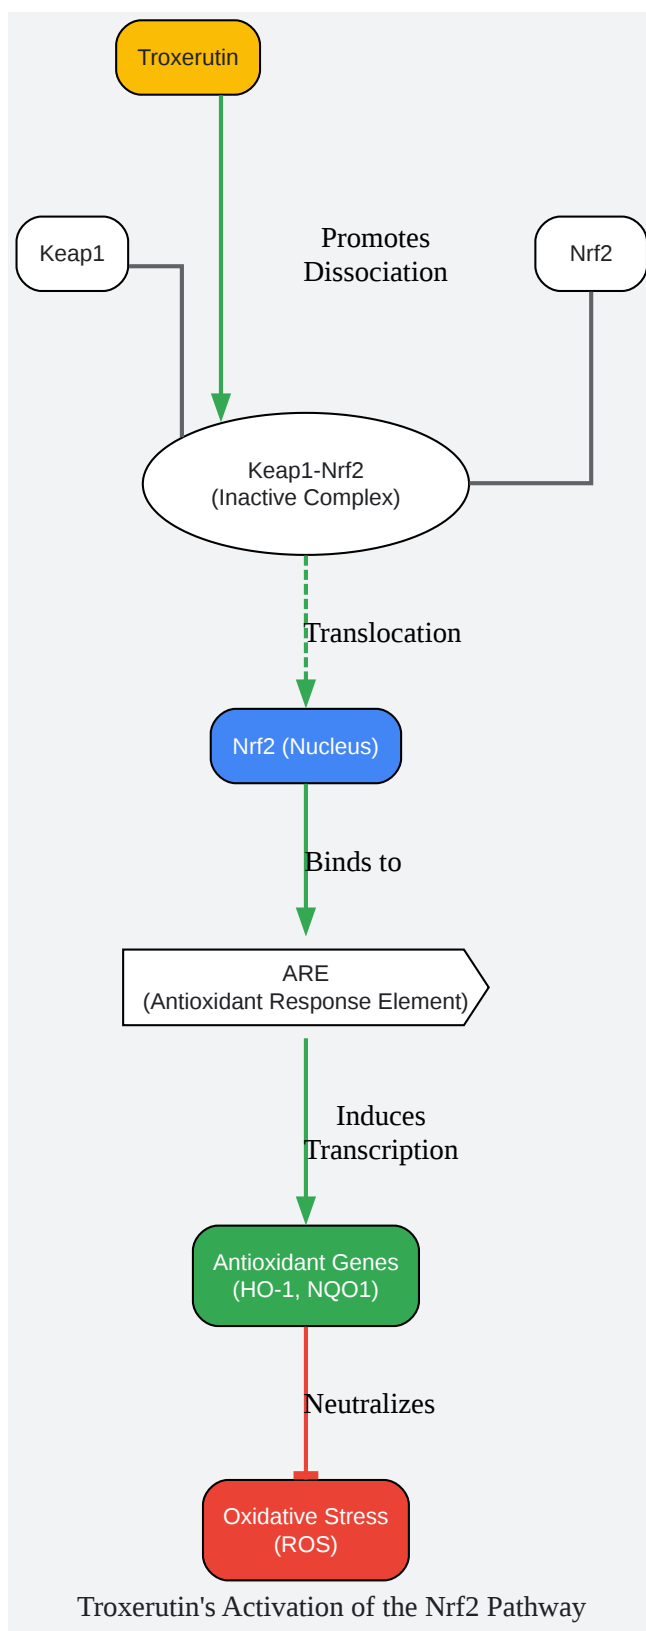 Troxerutin
Keap1
Promotes
Dissociation
Nrf2
Keap1-Nrf2
(Inactive Complex)
Translocation
Nrf2 (Nucleus)
Binds to
ARE
(Antioxidant Response Element)
Induces
Transcription
Antioxidant Genes
(HO-1, NQO1)
Neutralizes
Oxidative Stress
(ROS)
Troxerutin's Activation of the Nrf2 Pathway